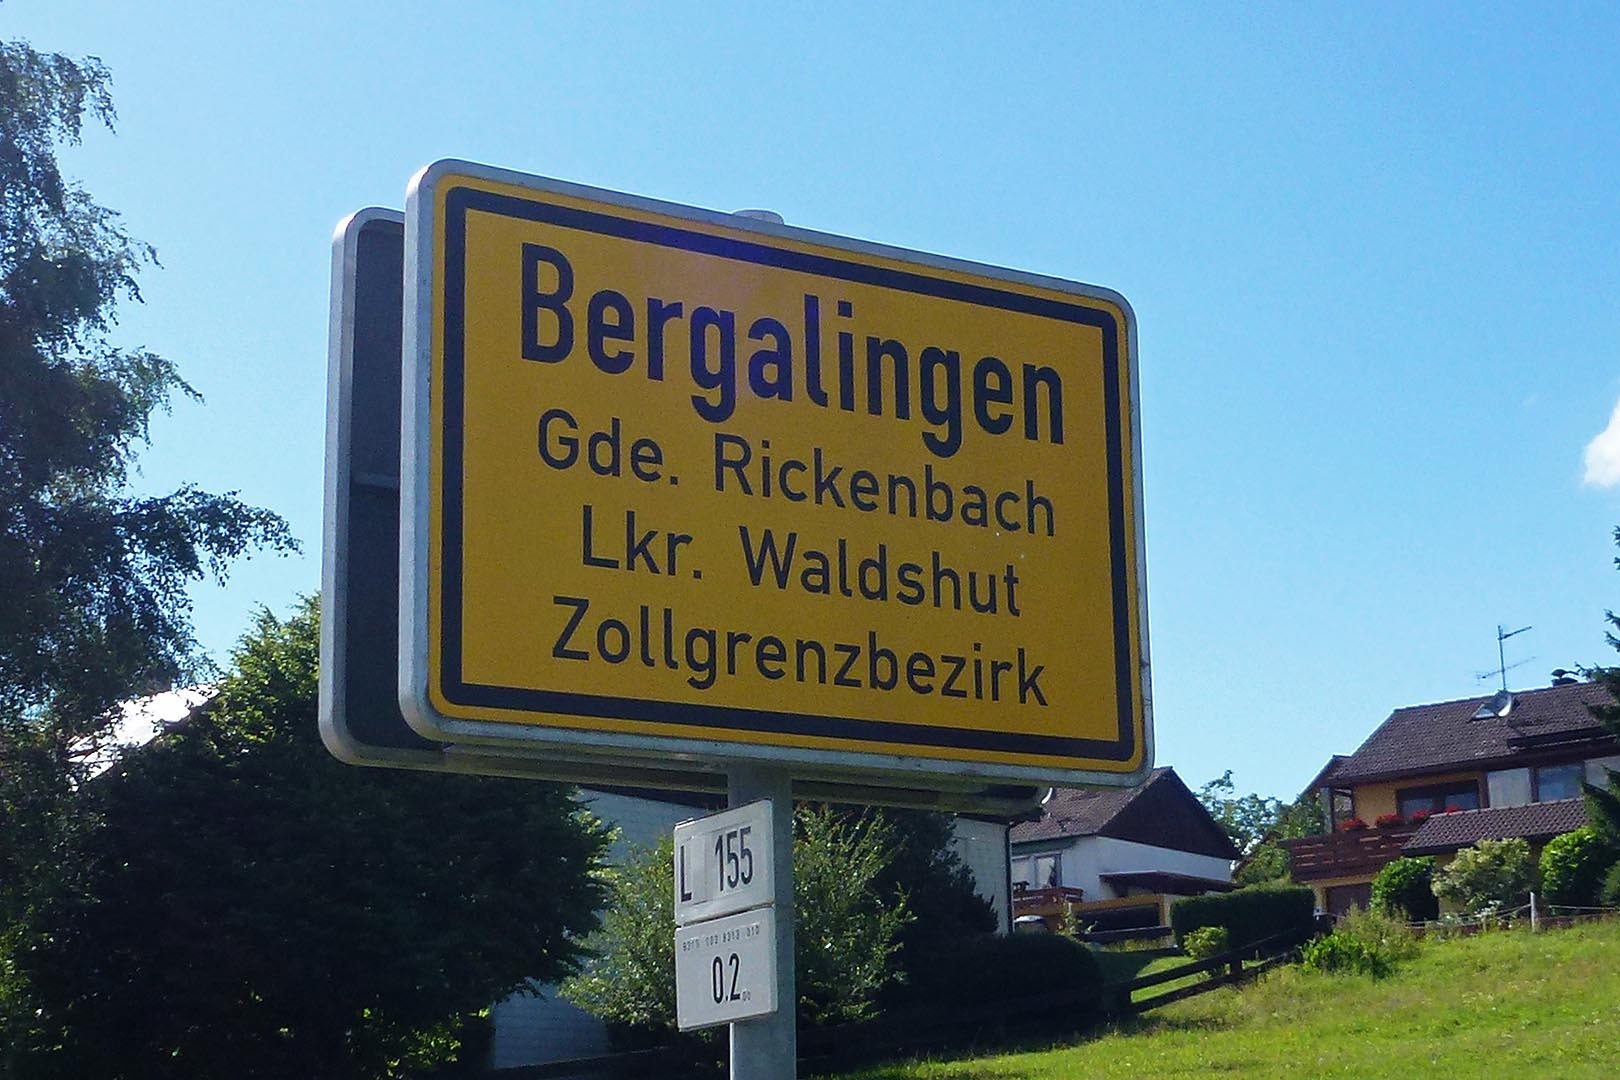 Bergalingen
Gde. Rickenbach
Lkr. Waldshut
Zollgrenzbezirk
L 155
0.2